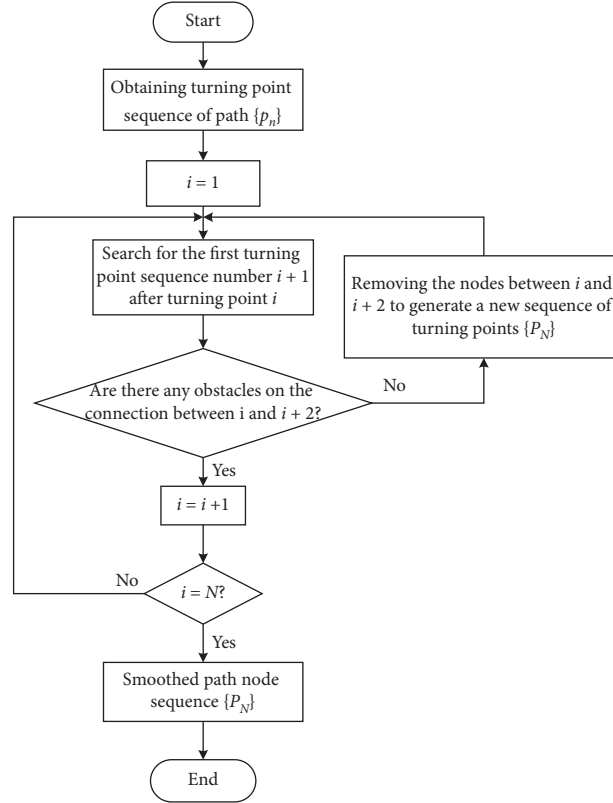 Start
Obtaining turning point
sequence of path {pn}
i = 1
Search for the first turning
point sequence number i + 1
after turning point i
Removing the nodes between i and
i + 2 to generate a new sequence of
turning points {PN}
Are there any obstacles on the
connection between i and i + 2?
No
Yes
i = i +1
No
i = N?
Yes
Smoothed path node
sequence {PN}
End